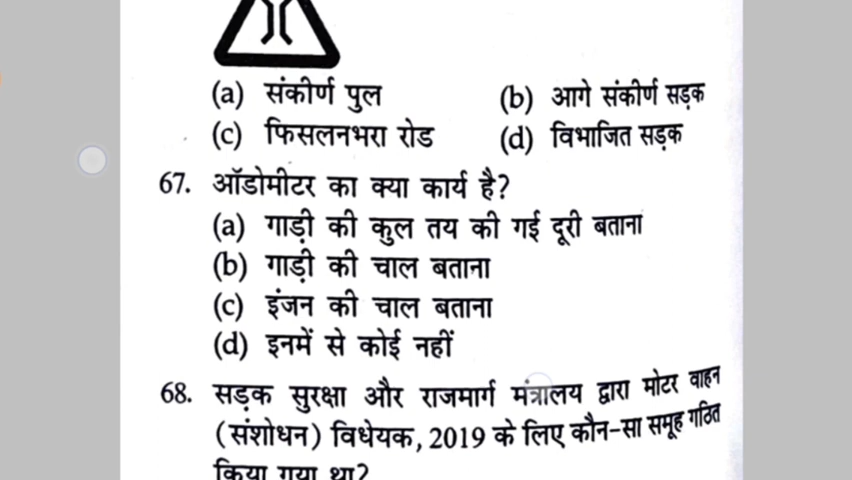 (a) संकीर्ण पुल (b) आगे संकीर्ण सड़क
(c) फिसलनभरा रोड (d) विभाजित सड़क
67. ऑडोमीटर का क्या कार्य है?
(a) गाड़ी की कुल तय की गई दूरी बताना
(b) गाड़ी की चाल बताना
(c) इंजन की चाल बताना
(d) इनमें से कोई नहीं
68. सड़क सुरक्षा और राजमार्ग मंत्रालय द्वारा मोटर वाहन
(संशोधन) विधेयक, 2019 के लिए कौन-सा समूह गठित
किया गया था?